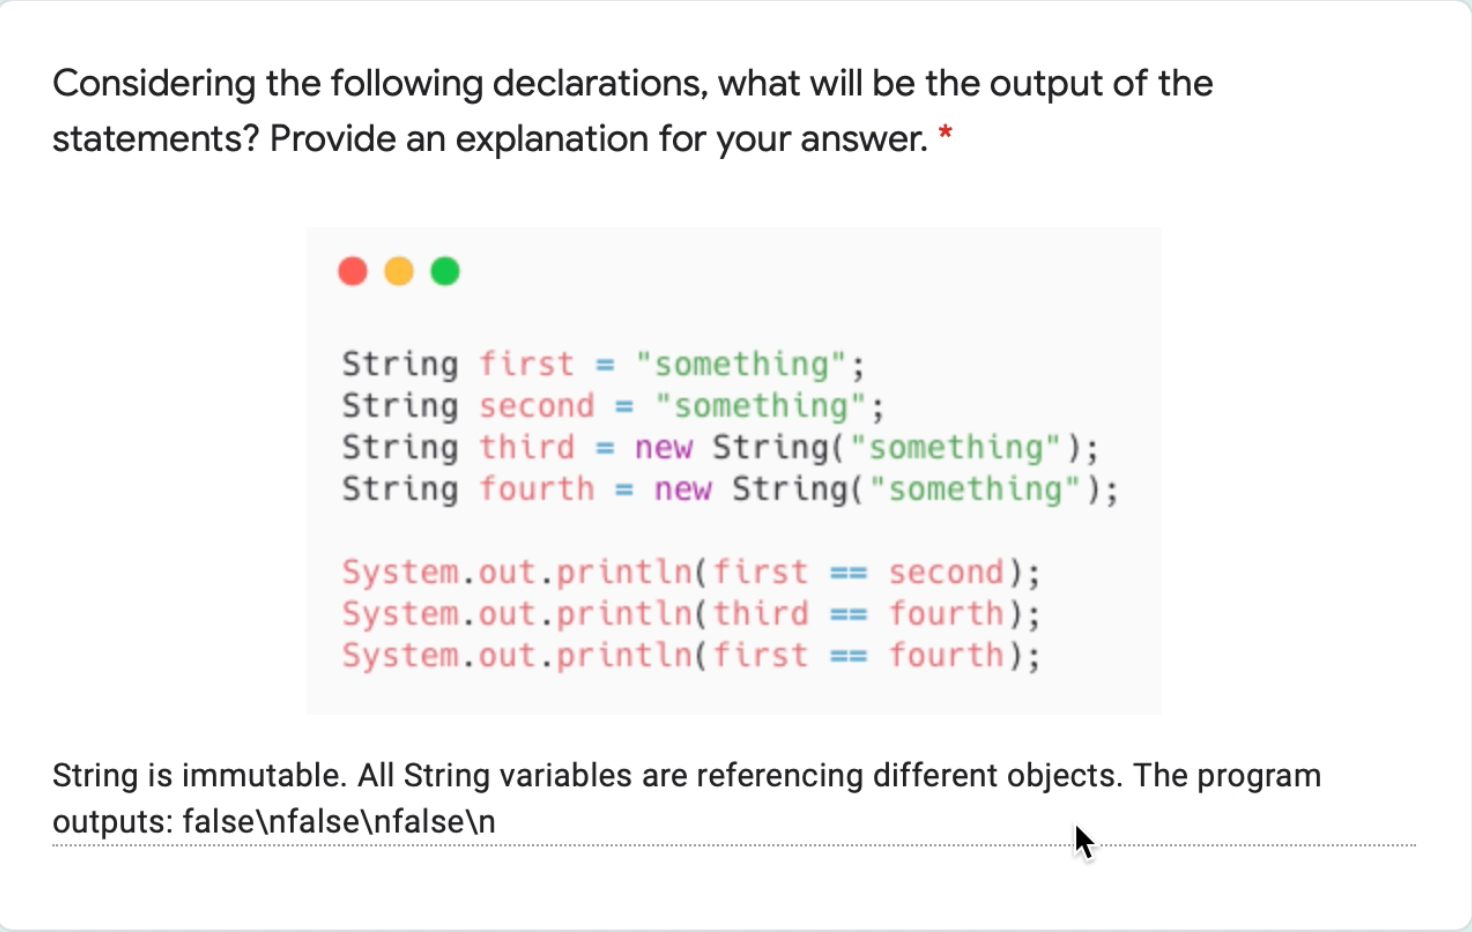 Considering the following declarations, what will be the output of the
statements? Provide an explanation for your answer. *
String first = "something";
String second = "something";
String third = new String("something");
String fourth = new String("something");
System.out.println(first == second);
System.out.println(third == fourth);
System.out.println(first == fourth);
String is immutable. All String variables are referencing different objects. The program
outputs: false\nfalse\nfalse\n